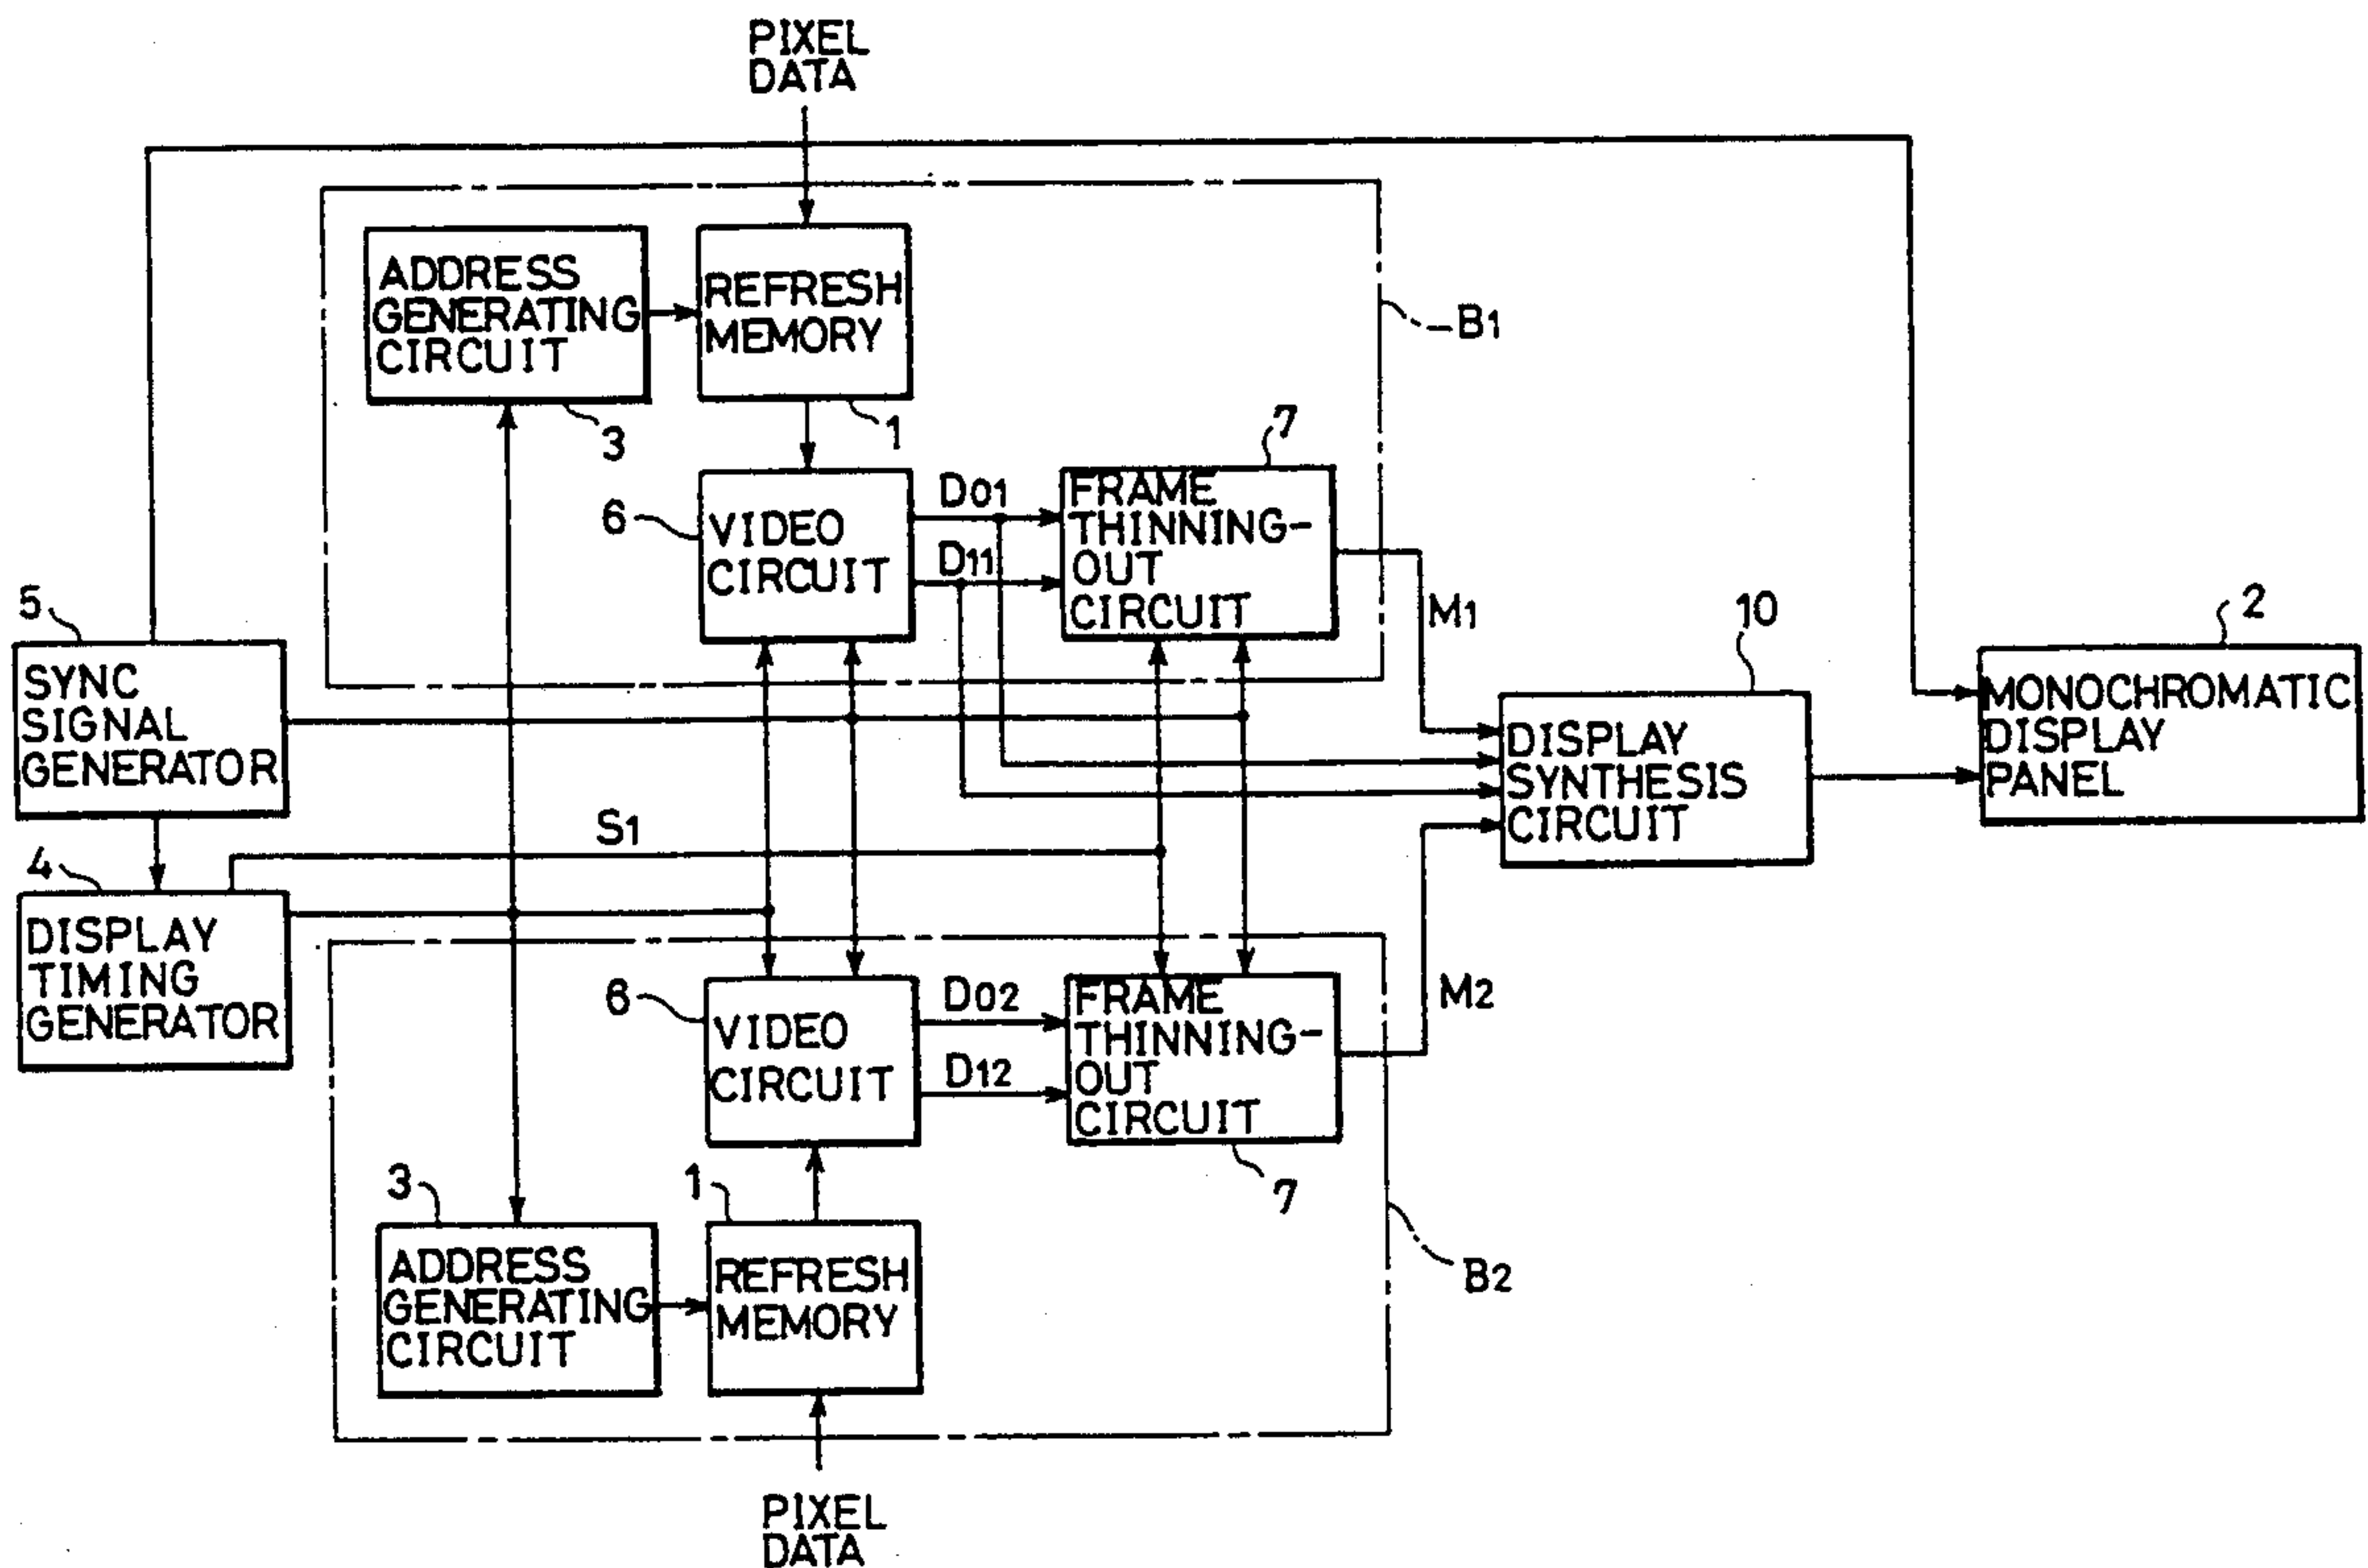 PIXEL
DATA
ADDRESS
GENERATING
CIRCUIT
3
REFRESH
MEMORY
1
B1
6
VIDEO
CIRCUIT
D01
D11
7
FRAME
THINNING-
OUT
CIRCUIT
M1
5
SYNC
SIGNAL
GENERATOR
10
DISPLAY
SYNTHESIS
CIRCUIT
2
MONOCHROMATIC
DISPLAY
PANEL
S1
4
DISPLAY
TIMING
GENERATOR
6
VIDEO
CIRCUIT
D02
D12
FRAME
THINNING-
OUT
CIRCUIT
7
M2
3
ADDRESS
GENERATING
CIRCUIT
1
REFRESH
MEMORY
B2
PIXEL
DATA